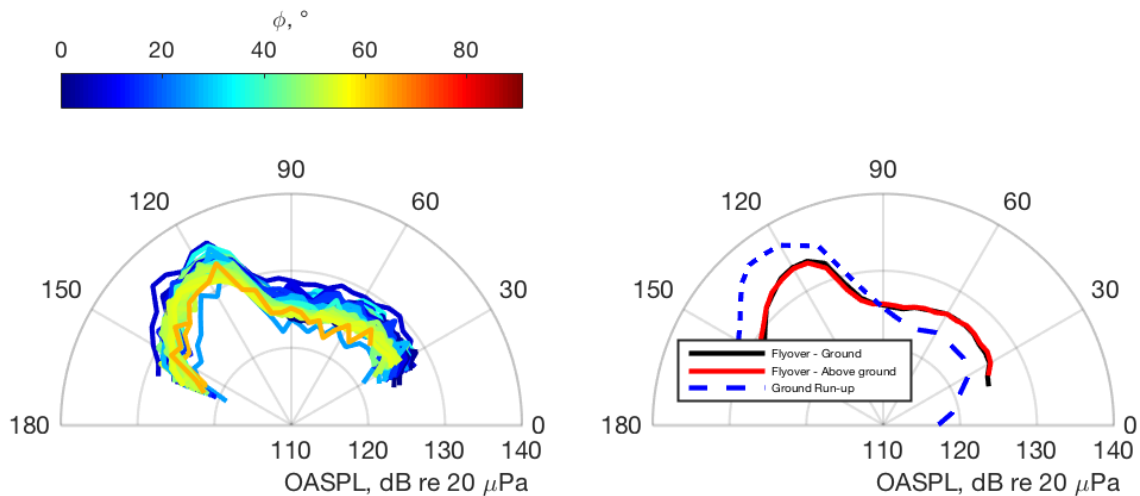 ϕ, °
0 20 40 60 80
90 90
120 60 120 60
150 30 150 30
Flyover - Ground
Flyover - Above ground
Ground Run-up
180 0 180 0
110 120 130 140 110 120 130 140
OASPL, dB re 20 μPa OASPL, dB re 20 μPa